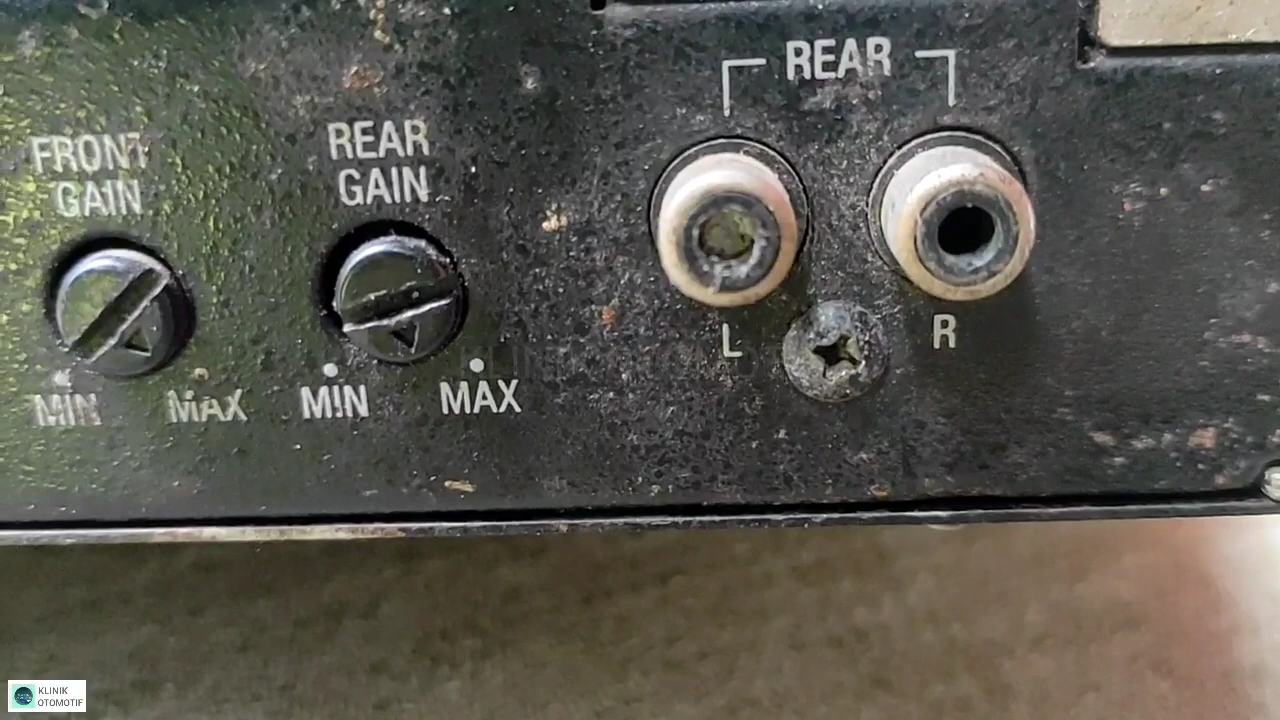 REAR
FRONT
GAIN
REAR
GAIN
L
R
MIN
MAX
MIN
MAX
KLINIK
OTOMOTIF